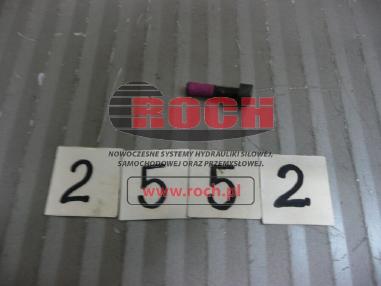 ROCH
NOWOCZESNE SYSTEMY HYDRAULIKI SIŁOWEJ,
SAMOCHODOWEJ ORAZ PRZEMYSŁOWEJ.
www.roch.pl
2 5 5 2